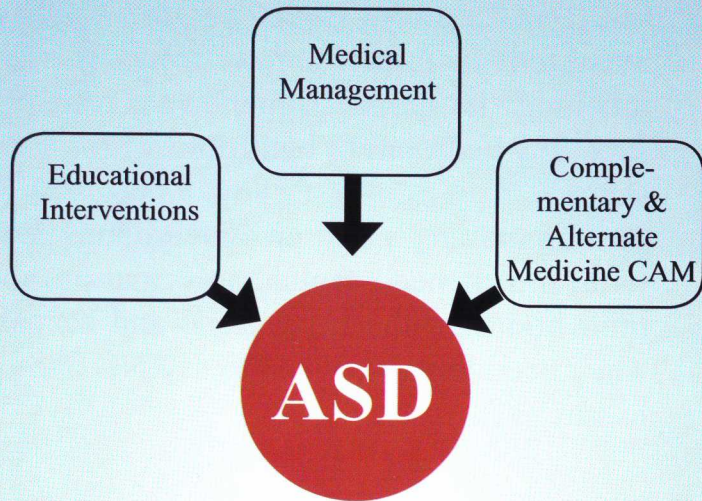 Medical
Management
Educational
Interventions
Comple-
mentary &
Alternate
Medicine CAM
ASD